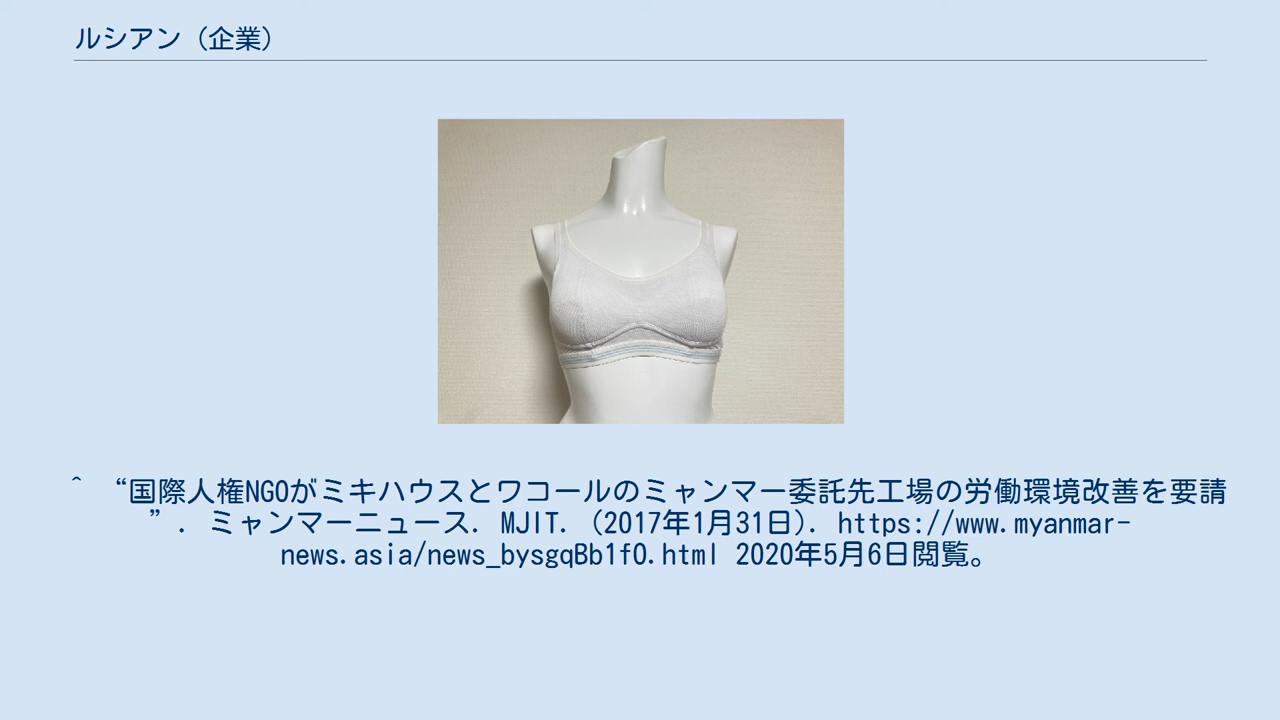 ルシアン（企業）
^ “国際人権NGOがミキハウスとワコールのミャンマー委託先工場の労働環境改善を要請
”. ミャンマーニュース. MJIT. (2017年1月31日). https://www.myanmar-
news.asia/news_bysgqBb1fO.html 2020年5月6日閲覧。